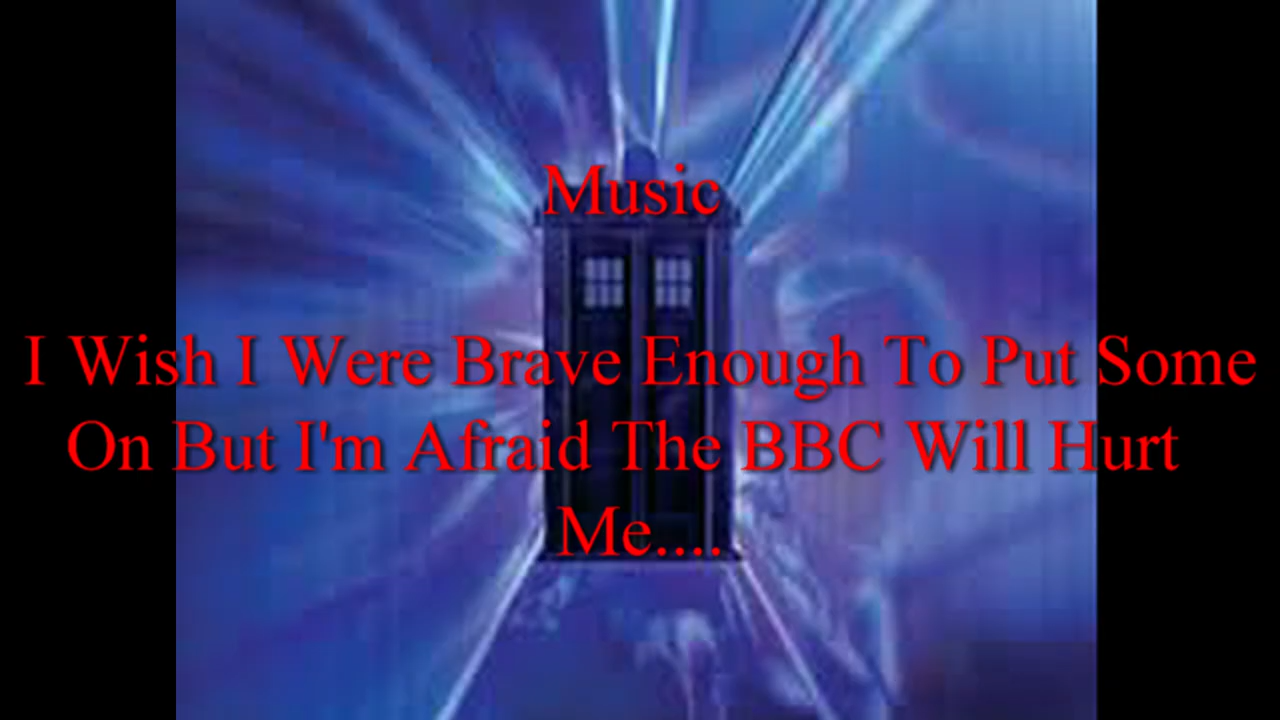 Music
I Wish I Were Brave Enough To Put Some
On But I'm Afraid The BBC Will Hurt
Me....